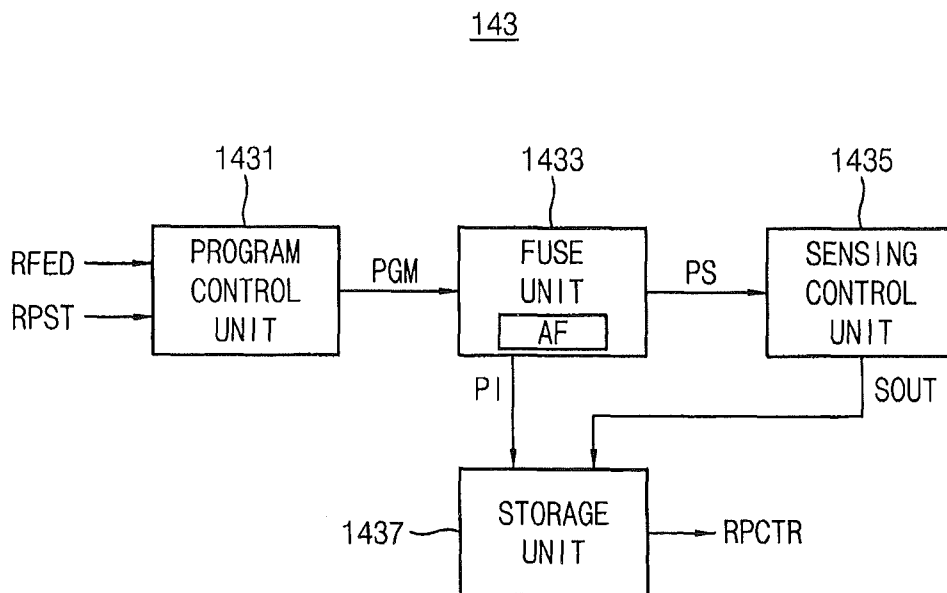 143
1431
1433
1435
RFED
RPST
PROGRAM
CONTROL
UNIT
PGM
FUSE
UNIT
AF
PS
SENSING
CONTROL
UNIT
PI
SOUT
1437
STORAGE
UNIT
RPCTR